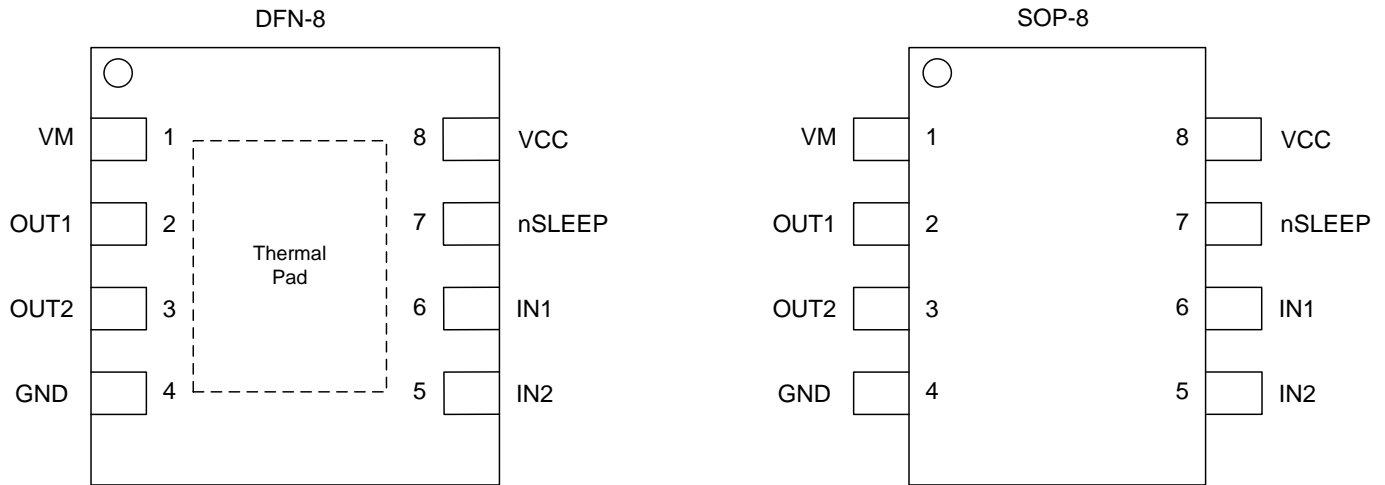 DFN-8
VM 1 8 VCC
OUT1 2 7 nSLEEP
Thermal
Pad
OUT2 3 6 IN1
GND 4 5 IN2
SOP-8
VM 1 8 VCC
OUT1 2 7 nSLEEP
OUT2 3 6 IN1
GND 4 5 IN2